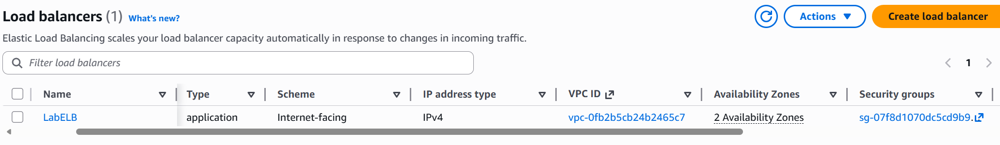 Load balancers (1) What's new?
Actions
Create load balancer
Elastic Load Balancing scales your load balancer capacity automatically in response to changes in incoming traffic.
Filter load balancers
1
Name Type Scheme IP address type VPC ID Availability Zones Security groups
LabELB application Internet-facing IPv4 vpc-0fb2b5cb24b2465c7 2 Availability Zones sg-07f8d1070dc5cd9b9...